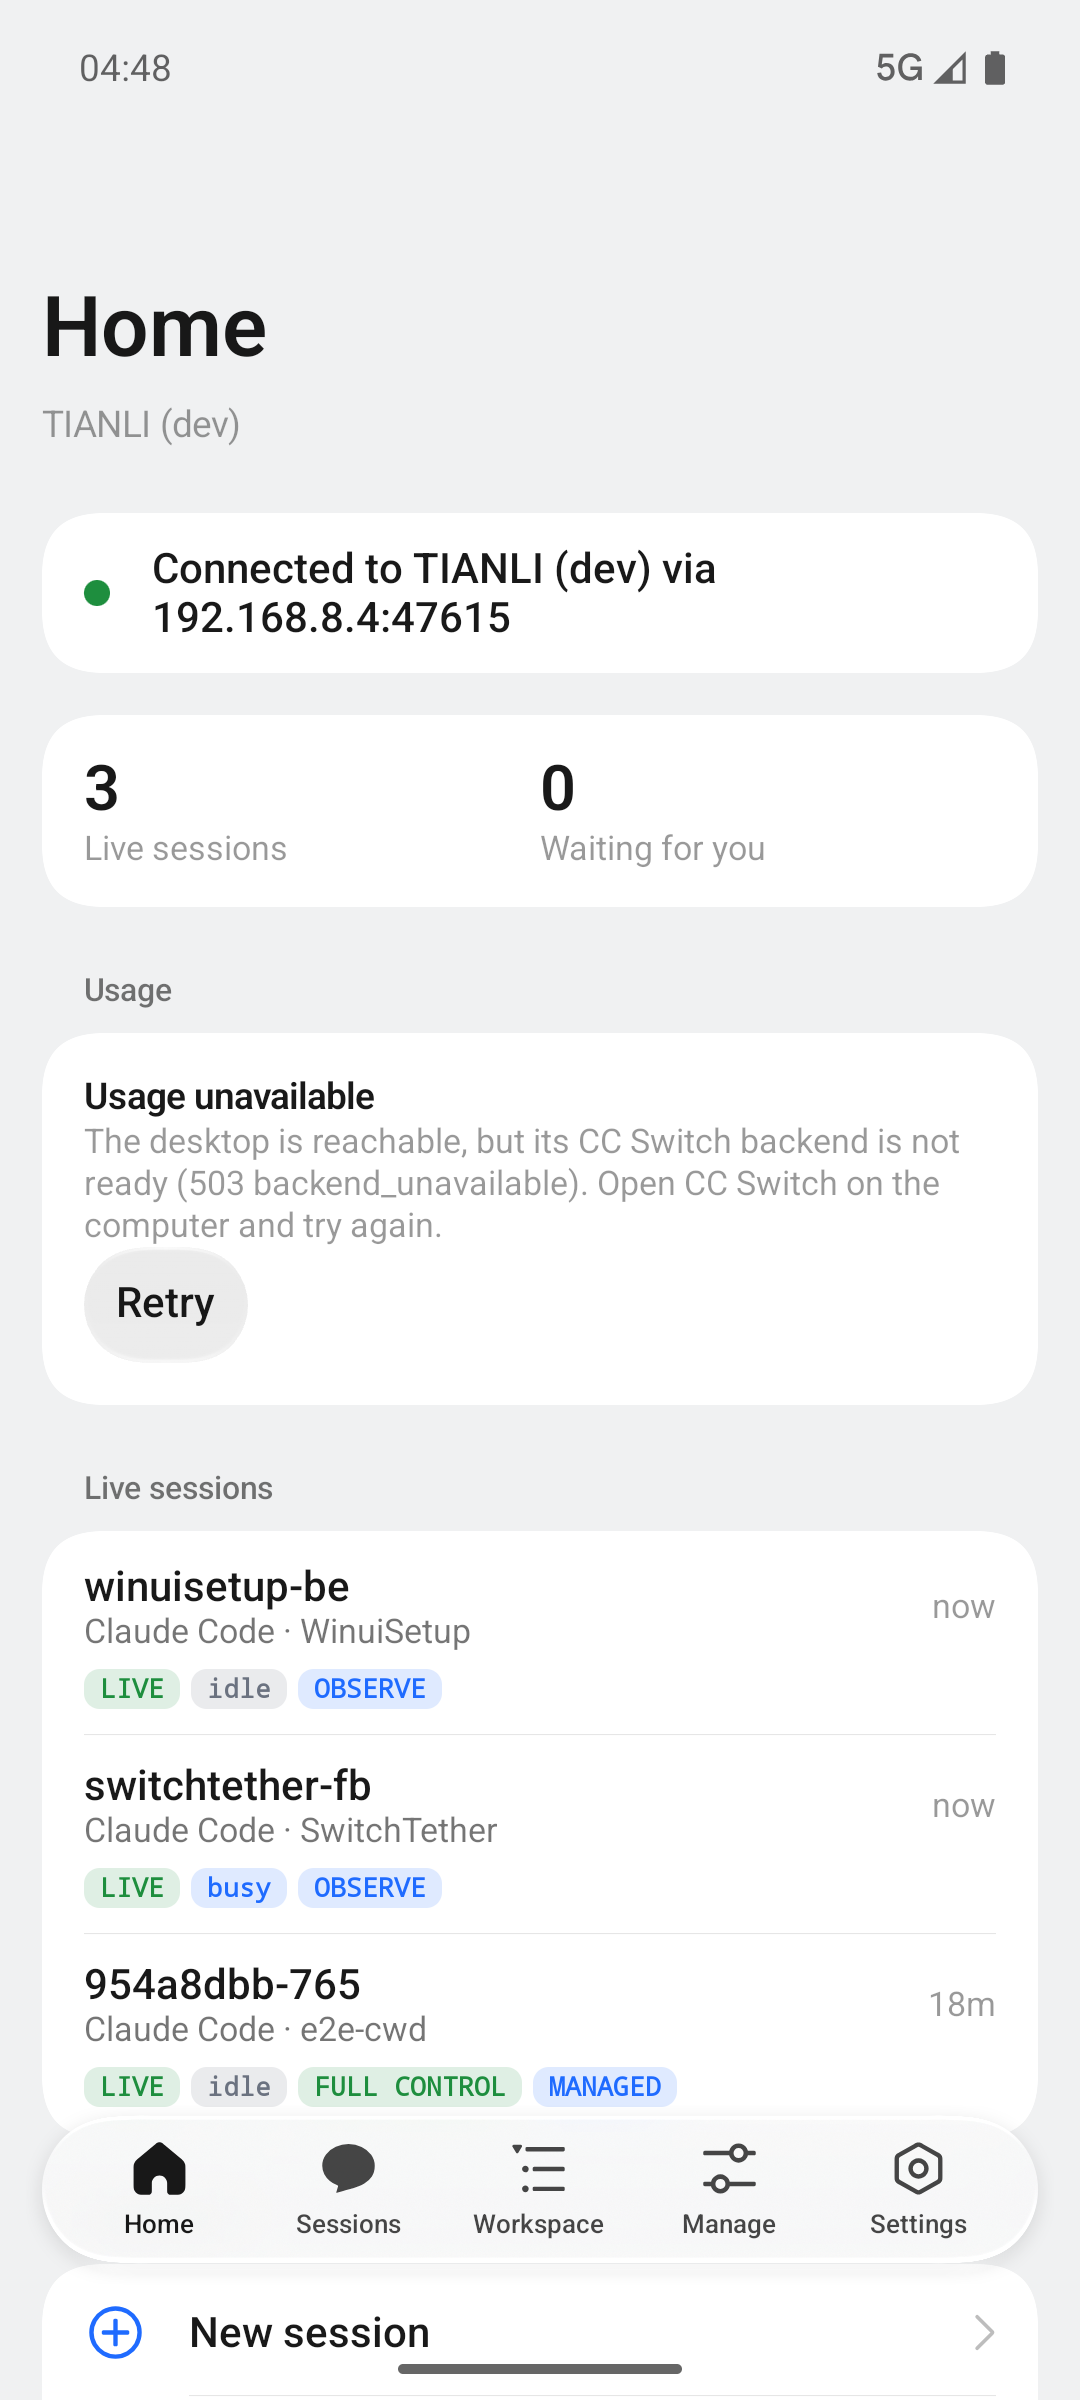 04:48
5G
Home
TIANLI (dev)
Connected to TIANLI (dev) via
192.168.8.4:47615
3
Live sessions
0
Waiting for you
Usage
Usage unavailable
The desktop is reachable, but its CC Switch backend is not
ready (503 backend_unavailable). Open CC Switch on the
computer and try again.
Retry
Live sessions
winuisetup-be
now
Claude Code · WinuiSetup
LIVE idle OBSERVE
switchtether-fb
now
Claude Code · SwitchTether
LIVE busy OBSERVE
954a8dbb-765
18m
Claude Code · e2e-cwd
LIVE idle FULL CONTROL MANAGED
Home Sessions Workspace Manage Settings
New session